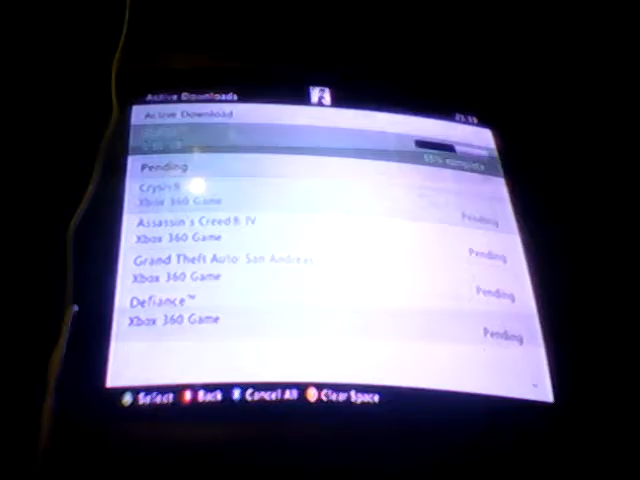 Active Downloads
Active Download
Pending
Crysis®
Xbox 360 Game
Pending
Assassin's Creed® IV
Xbox 360 Game
Pending
Grand Theft Auto: San Andreas
Xbox 360 Game
Pending
Defiance™
Xbox 360 Game
Pending
Select Back Cancel All Clear Space